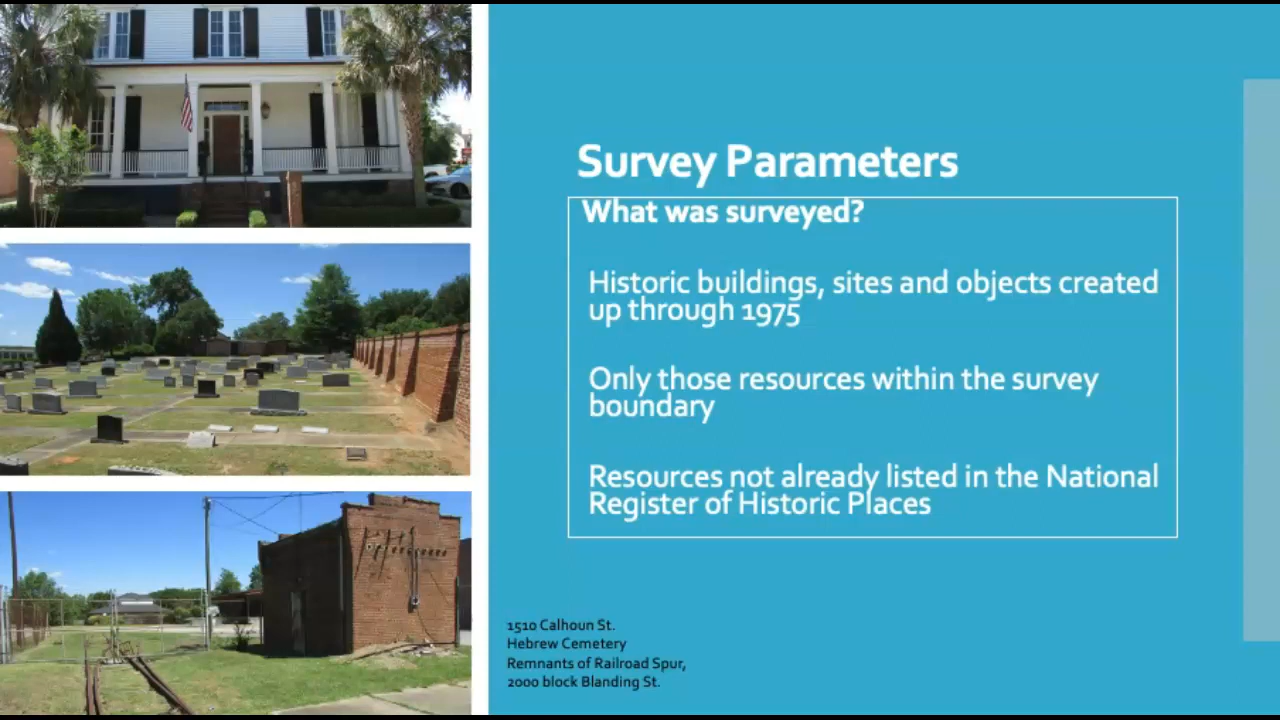 Survey Parameters
What was surveyed?
Historic buildings, sites and objects created
up through 1975
Only those resources within the survey
boundary
Resources not already listed in the National
Register of Historic Places
1510 Calhoun St.
Hebrew Cemetery
Remnants of Railroad Spur,
2000 block Blanding St.